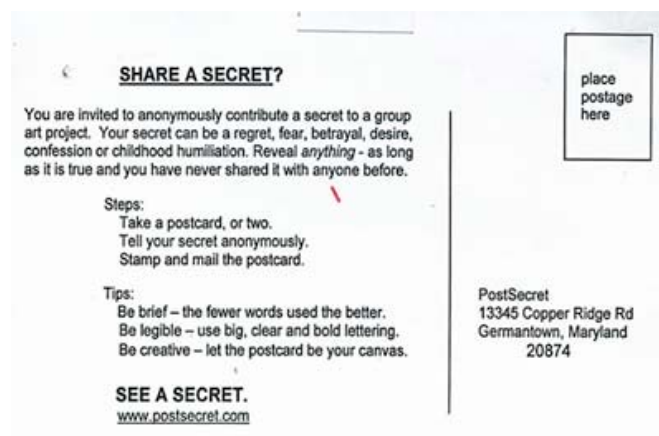 SHARE A SECRET?
You are invited to anonymously contribute a secret to a group
art project. Your secret can be a regret, fear, betrayal, desire,
confession or childhood humiliation. Reveal anything - as long
as it is true and you have never shared it with anyone before.
Steps:
Take a postcard, or two.
Tell your secret anonymously.
Stamp and mail the postcard.
Tips:
Be brief – the fewer words used the better.
Be legible – use big, clear and bold lettering.
Be creative – let the postcard be your canvas.
SEE A SECRET.
www.postsecret.com
place
postage
here
PostSecret
13345 Copper Ridge Rd
Germantown, Maryland
20874